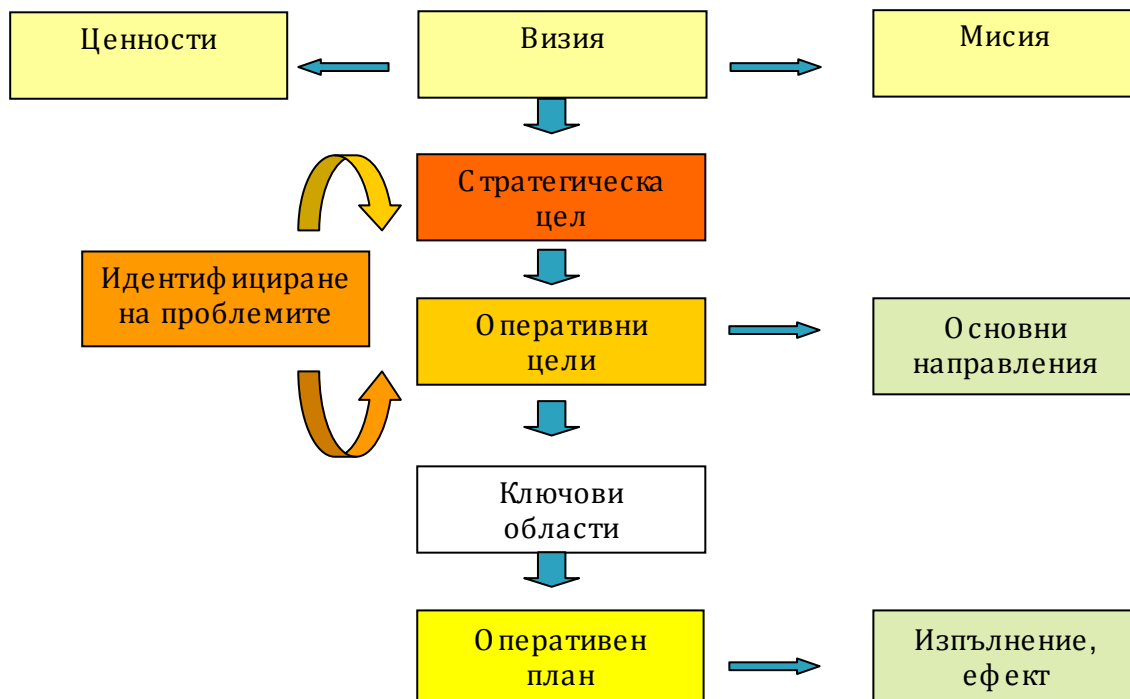 Ценности
Визия
Мисия
Стратегическа
цел
Идентифициране
на проблемите
Оперативни
цели
Основни
направления
Ключови
области
Оперативен
план
Изпълнение,
ефект